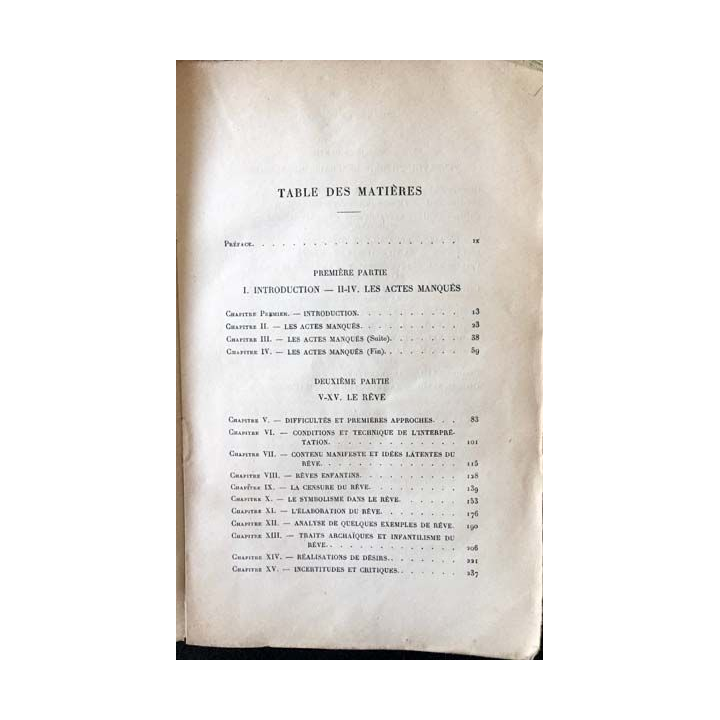 TABLE DES MATIÈRES
Préface. . . . . . . . . . . . . . . . . . . IX
PREMIÈRE PARTIE
I. INTRODUCTION — II-IV. LES ACTES MANQUÉS
Chapitre Premier. — INTRODUCTION. . . . . . . . . 13
Chapitre II. — LES ACTES MANQUÉS. . . . . . . . . 23
Chapitre III. — LES ACTES MANQUÉS (Suite). . . . . . 38
Chapitre IV. — LES ACTES MANQUÉS (Fin). . . . . . . 59
DEUXIÈME PARTIE
V-XV. LE RÊVE
Chapitre V. — DIFFICULTÉS ET PREMIÈRES APPROCHES. . . 83
Chapitre VI. — CONDITIONS ET TECHNIQUE DE L'INTERPRÉ-
TATION. . . . . . . . . . . . 101
Chapitre VII. — CONTENU MANIFESTE ET IDÉES LATENTES DU
RÊVE. . . . . . . . . . . . . 115
Chapitre VIII. — RÊVES ENFANTINS. . . . . . . . . 128
Chapitre IX. — LA CENSURE DU RÊVE. . . . . . . . 139
Chapitre X. — LE SYMBOLISME DANS LE RÊVE. . . . . . 153
Chapitre XI. — L'ÉLABORATION DU RÊVE. . . . . . . 176
Chapitre XII. — ANALYSE DE QUELQUES EXEMPLES DE RÊVE. 190
Chapitre XIII. — TRAITS ARCHAÏQUES ET INFANTILISME DU
RÊVE. . . . . . . . . . . . . 206
Chapitre XIV. — RÉALISATIONS DE DÉSIRS. . . . . . . 221
Chapitre XV. — INCERTITUDES ET CRITIQUES. . . . . . 237